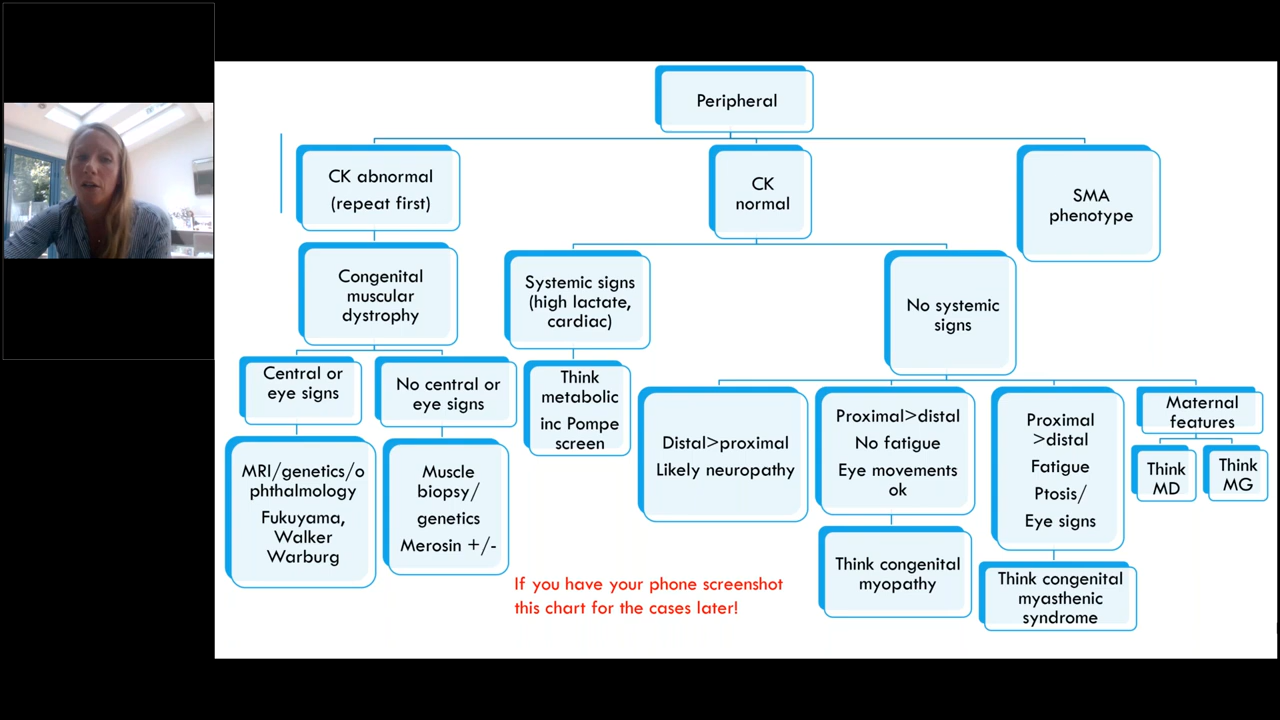 Peripheral
CK abnormal
(repeat first)
CK
normal
SMA
phenotype
Congenital
muscular
dystrophy
Systemic signs
(high lactate,
cardiac)
No systemic
signs
Central or
eye signs
No central or
eye signs
Think
metabolic
inc Pompe
screen
Distal>proximal
Likely neuropathy
Proximal>distal
No fatigue
Eye movements
ok
Proximal
>distal
Fatigue
Ptosis/
Eye signs
Maternal
features
Think
MD
Think
MG
MRI/genetics/o
phthalmology
Fukuyama,
Walker
Warburg
Muscle
biopsy/
genetics
Merosin +/-
Think congenital
myopathy
Think congenital
myasthenic
syndrome
If you have your phone screenshot
this chart for the cases later!